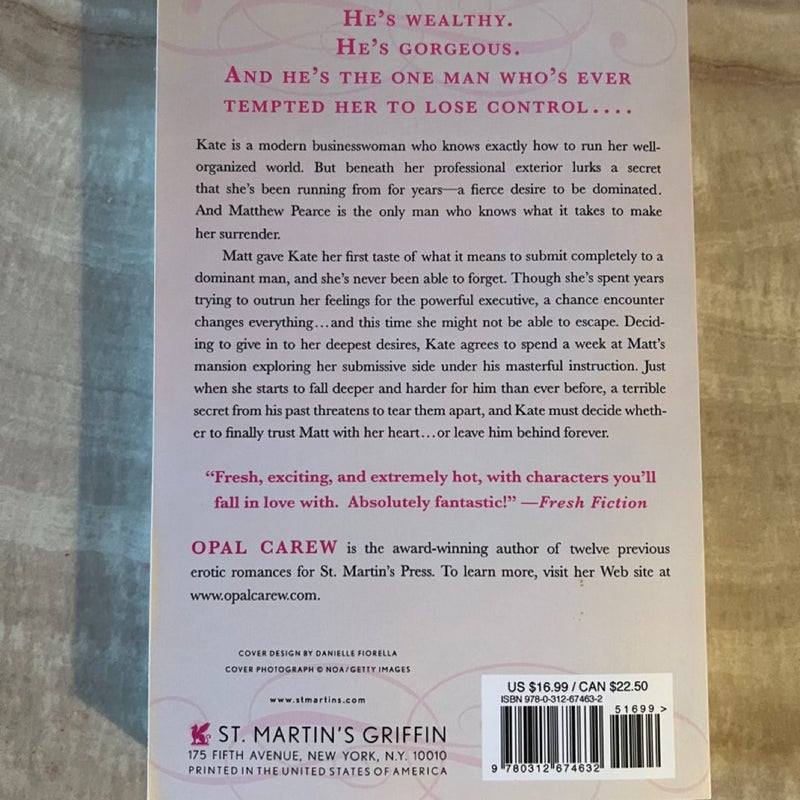 He's wealthy.
He's gorgeous.
And he's the one man who's ever
tempted her to lose control....
Kate is a modern businesswoman who knows exactly how to run her well-
organized world. But beneath her professional exterior lurks a secret
that she's been running from for years—a fierce desire to be dominated.
And Matthew Pearce is the only man who knows what it takes to make
her surrender.
Matt gave Kate her first taste of what it means to submit completely to a
dominant man, and she's never been able to forget. Though she's spent years
trying to outrun her feelings for the powerful executive, a chance encounter
changes everything...and this time she might not be able to escape. Decid-
ing to give in to her deepest desires, Kate agrees to spend a week at Matt's
mansion exploring her submissive side under his masterful instruction. Just
when she starts to fall deeper and harder for him than ever before, a terrible
secret from his past threatens to tear them apart, and Kate must decide wheth-
er to finally trust Matt with her heart...or leave him behind forever.
"Fresh, exciting, and extremely hot, with characters you'll
fall in love with. Absolutely fantastic!" —Fresh Fiction
OPAL CAREW is the award-winning author of twelve previous
erotic romances for St. Martin's Press. To learn more, visit her Web site at
www.opalcarew.com.
COVER DESIGN BY DANIELLE FIORELLA
COVER PHOTOGRAPH © NOA/GETTY IMAGES
www.stmartins.com
ST. MARTIN'S GRIFFIN
175 FIFTH AVENUE, NEW YORK, N.Y. 10010
PRINTED IN THE UNITED STATES OF AMERICA
US $16.99 / CAN $22.50
ISBN 978-0-312-67463-2
51699 >
9 780312 674632